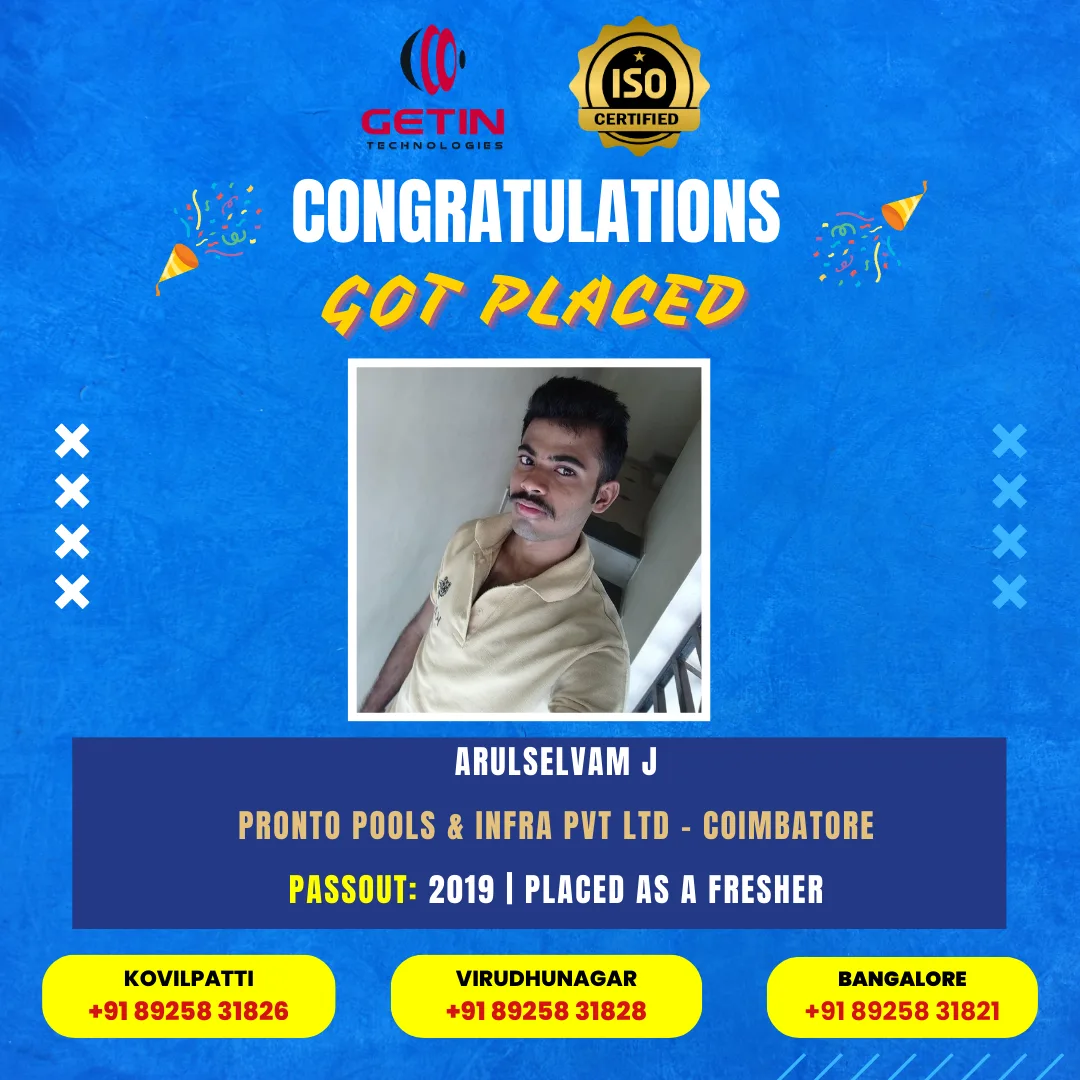 GETIN
TECHNOLOGIES
ISO
CERTIFIED
CONGRATULATIONS
GOT PLACED
ARULSELVAM J
PRONTO POOLS & INFRA PVT LTD - COIMBATORE
PASSOUT: 2019 | PLACED AS A FRESHER
KOVILPATTI
+91 89258 31826
VIRUDHUNAGAR
+91 89258 31828
BANGALORE
+91 89258 31821